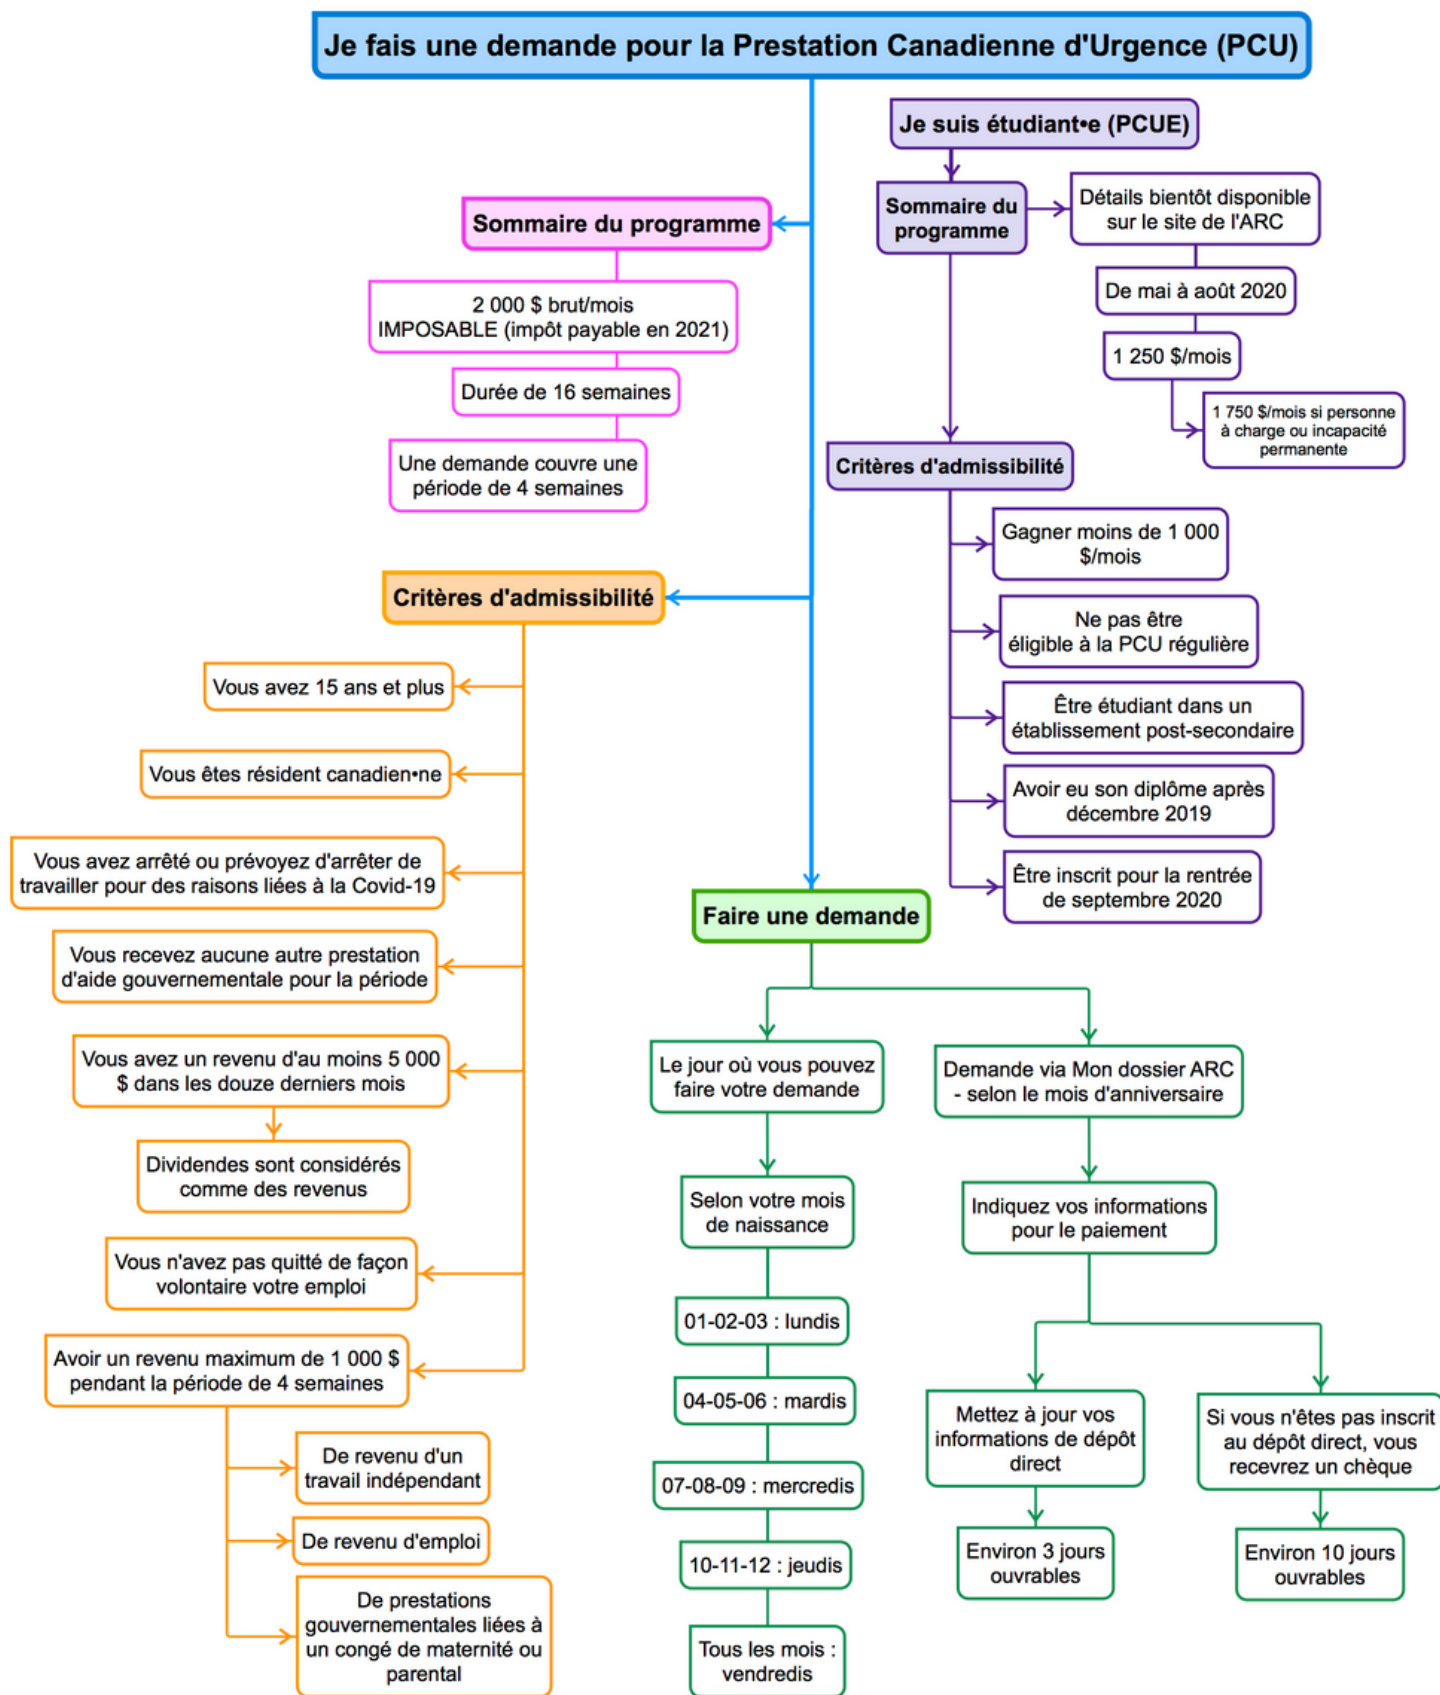 Je fais une demande pour la Prestation Canadienne d'Urgence (PCU)
Je suis étudiant•e (PCUE)
Sommaire du
programme
Détails bientôt disponible
sur le site de l'ARC
De mai à août 2020
1 250 $/mois
1 750 $/mois si personne
à charge ou incapacité
permanente
Critères d'admissibilité
Gagner moins de 1 000
$/mois
Ne pas être
éligible à la PCU régulière
Être étudiant dans un
établissement post-secondaire
Avoir eu son diplôme après
décembre 2019
Être inscrit pour la rentrée
de septembre 2020
Sommaire du programme
2 000 $ brut/mois
IMPOSABLE (impôt payable en 2021)
Durée de 16 semaines
Une demande couvre une
période de 4 semaines
Critères d'admissibilité
Vous avez 15 ans et plus
Vous êtes résident canadien•ne
Vous avez arrêté ou prévoyez d'arrêter de
travailler pour des raisons liées à la Covid-19
Vous recevez aucune autre prestation
d'aide gouvernementale pour la période
Vous avez un revenu d'au moins 5 000
$ dans les douze derniers mois
Dividendes sont considérés
comme des revenus
Vous n'avez pas quitté de façon
volontaire votre emploi
Avoir un revenu maximum de 1 000 $
pendant la période de 4 semaines
De revenu d'un
travail indépendant
De revenu d'emploi
De prestations
gouvernementales liées à
un congé de maternité ou
parental
Faire une demande
Le jour où vous pouvez
faire votre demande
Selon votre mois
de naissance
01-02-03 : lundis
04-05-06 : mardis
07-08-09 : mercredis
10-11-12 : jeudis
Tous les mois :
vendredis
Demande via Mon dossier ARC
- selon le mois d'anniversaire
Indiquez vos informations
pour le paiement
Mettez à jour vos
informations de dépôt
direct
Environ 3 jours
ouvrables
Si vous n'êtes pas inscrit
au dépôt direct, vous
recevrez un chèque
Environ 10 jours
ouvrables